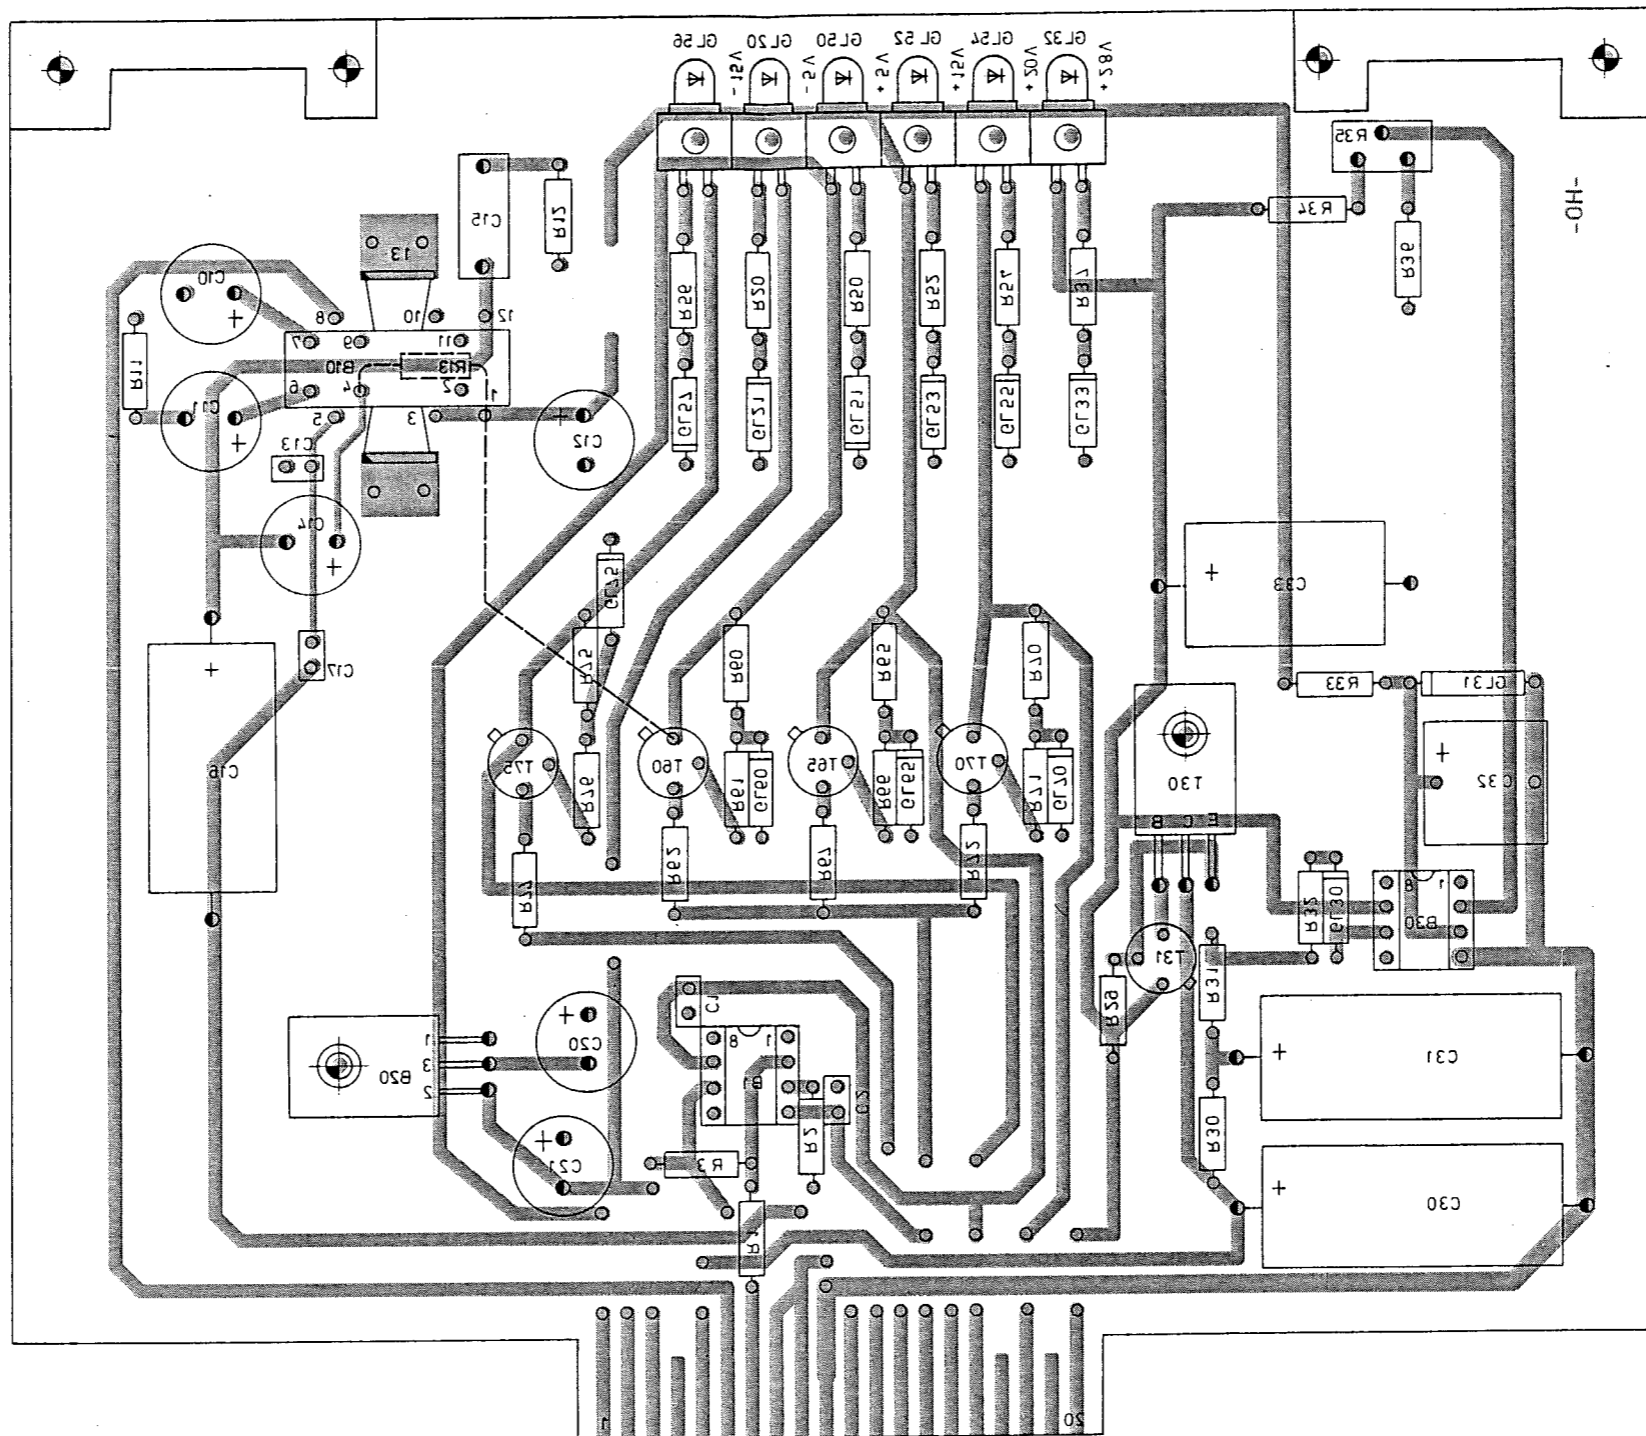 GL56 GL20 GL50 GL52 GL54 GL32
- 15V - 5V + 5V + 15V + 20V + 28V
R35
-OH-
C15 R12 R34 R36
13
C10 R56 R20 R50 R52 R54 R37
8 10 12
7 9 11
R11 B10 R13
6 4 2 1
C11 5 3 C12 GL57 GL21 GL51 GL53 GL55 GL33
C13
C14
C33
GL75
R75 R60 R65 R70
C17 R33 GL31
C16 T75 T60 T65 T70 T30 C32
R76 R61 GL60 R66 GL65 R71 GL70
B C E
R77 R62 R67 R72
R32 GL30 8 1
B30
T31 R31
C1 R29
1 C20 8 1
3 C31
B20 B1 C2
2 R2 R30
C21 R3 C30
R1
1 20